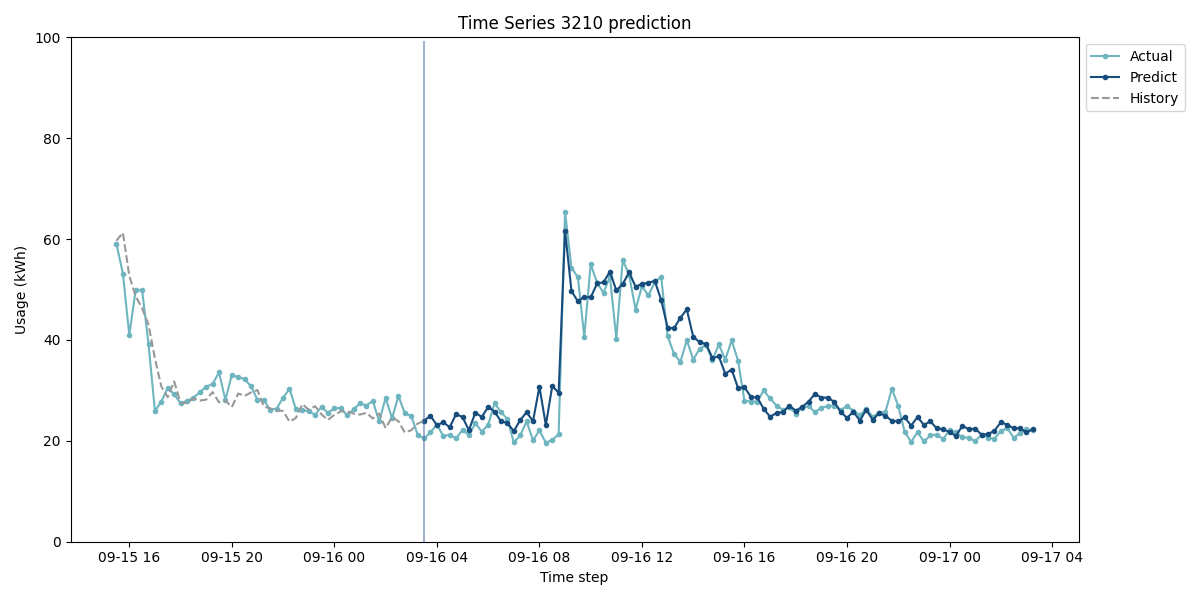 Time Series 3210 prediction
100
80
60
40
20
0
Usage (kWh)
09-15 16 09-15 20 09-16 00 09-16 04 09-16 08 09-16 12 09-16 16 09-16 20 09-17 00 09-17 04
Time step
Actual
Predict
History